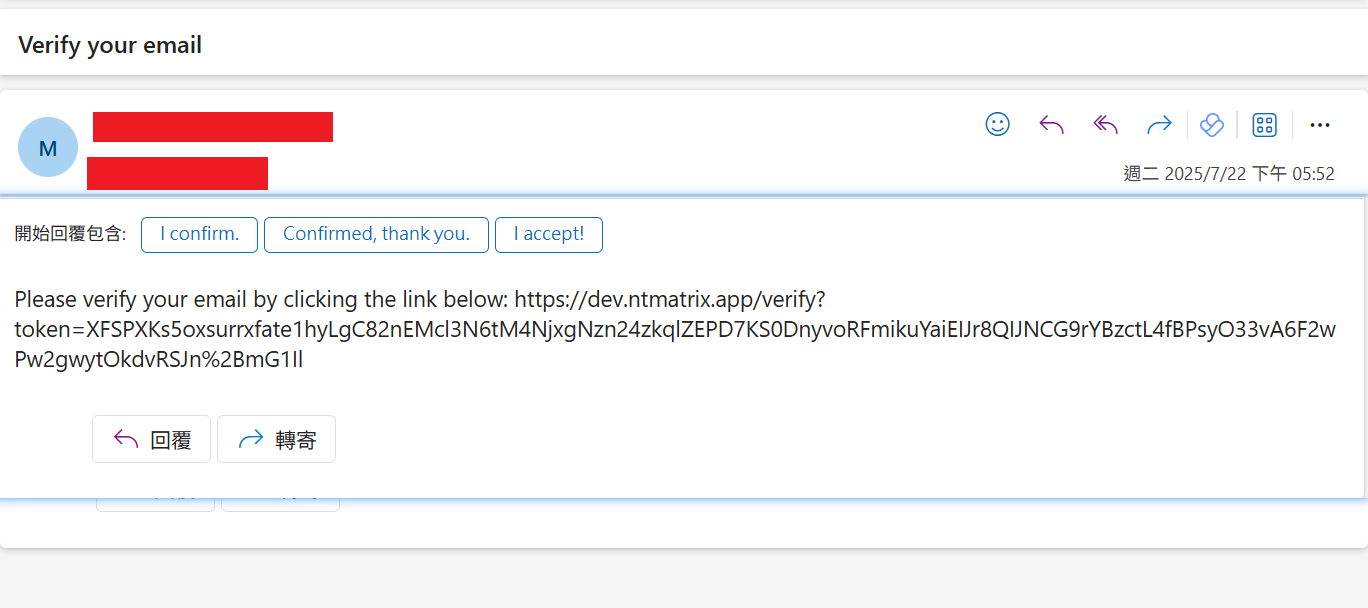 Verify your email
M
週二 2025/7/22 下午 05:52
開始回覆包含: I confirm. Confirmed, thank you. I accept!
Please verify your email by clicking the link below: https://dev.ntmatrix.app/verify?
token=XFSPXKs5oxsurrxfate1hyLgC82nEMcl3N6tM4NjxgNzn24zkqlZEPD7KS0DnyvoRFmikuYaiEIJr8QIJNCG9rYBzctL4fBPsyO33vA6F2w
Pw2gwytOkdvRSJn%2BmG1Il
回覆 轉寄